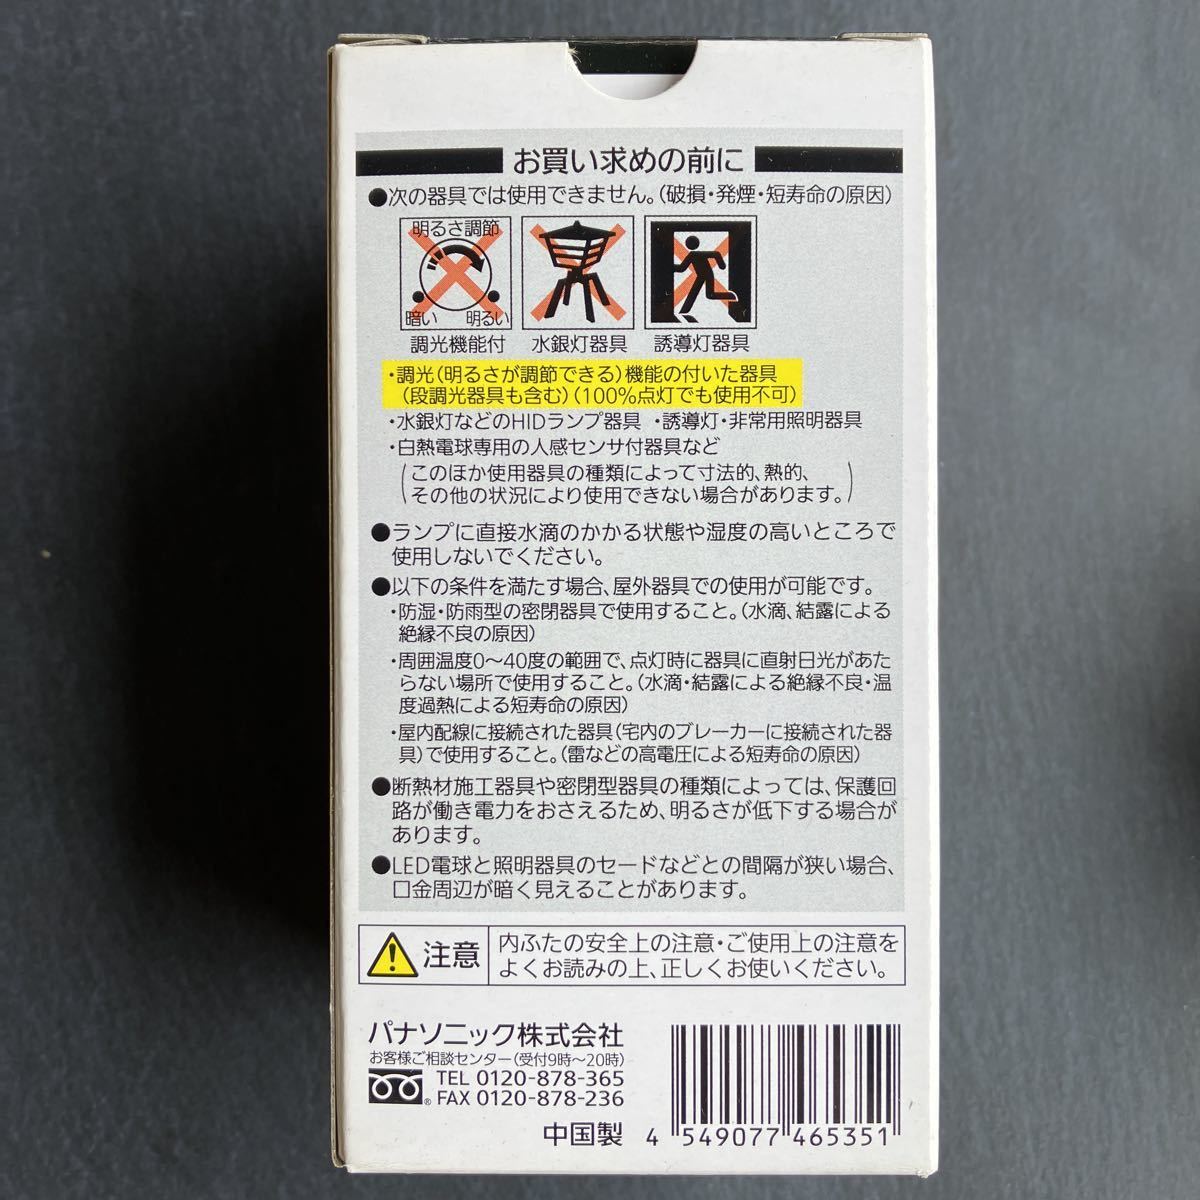 お買い求めの前に
●次の器具では使用できません。(破損・発煙・短寿命の原因)
明るさ調節
暗い 明るい
調光機能付 水銀灯器具 誘導灯器具
・調光(明るさが調節できる)機能の付いた器具
(段調光器具も含む)(100%点灯でも使用不可)
・水銀灯などのHIDランプ器具 ・誘導灯・非常用照明器具
・白熱電球専用の人感センサ付器具など
(このほか使用器具の種類によって寸法的、熱的、
その他の状況により使用できない場合があります。)
●ランプに直接水滴のかかる状態や湿度の高いところで
使用しないでください。
●以下の条件を満たす場合、屋外器具での使用が可能です。
・防湿・防雨型の密閉器具で使用すること。(水滴、結露による
絶縁不良の原因)
・周囲温度0〜40度の範囲で、点灯時に器具に直射日光があた
らない場所で使用すること。(水滴・結露による絶縁不良・温
度過熱による短寿命の原因)
・屋内配線に接続された器具(宅内のブレーカーに接続された器
具)で使用すること。(雷などの高電圧による短寿命の原因)
●断熱材施工器具や密閉型器具の種類によっては、保護回
路が働き電力をおさえるため、明るさが低下する場合が
あります。
●LED電球と照明器具のセードなどとの間隔が狭い場合、
口金周辺が暗く見えることがあります。
注意
内ふたの安全上の注意・ご使用上の注意を
よくお読みの上、正しくお使いください。
パナソニック株式会社
お客様ご相談センター(受付9時〜20時)
TEL 0120-878-365
® FAX 0120-878-236
中国製
4 549077 465351